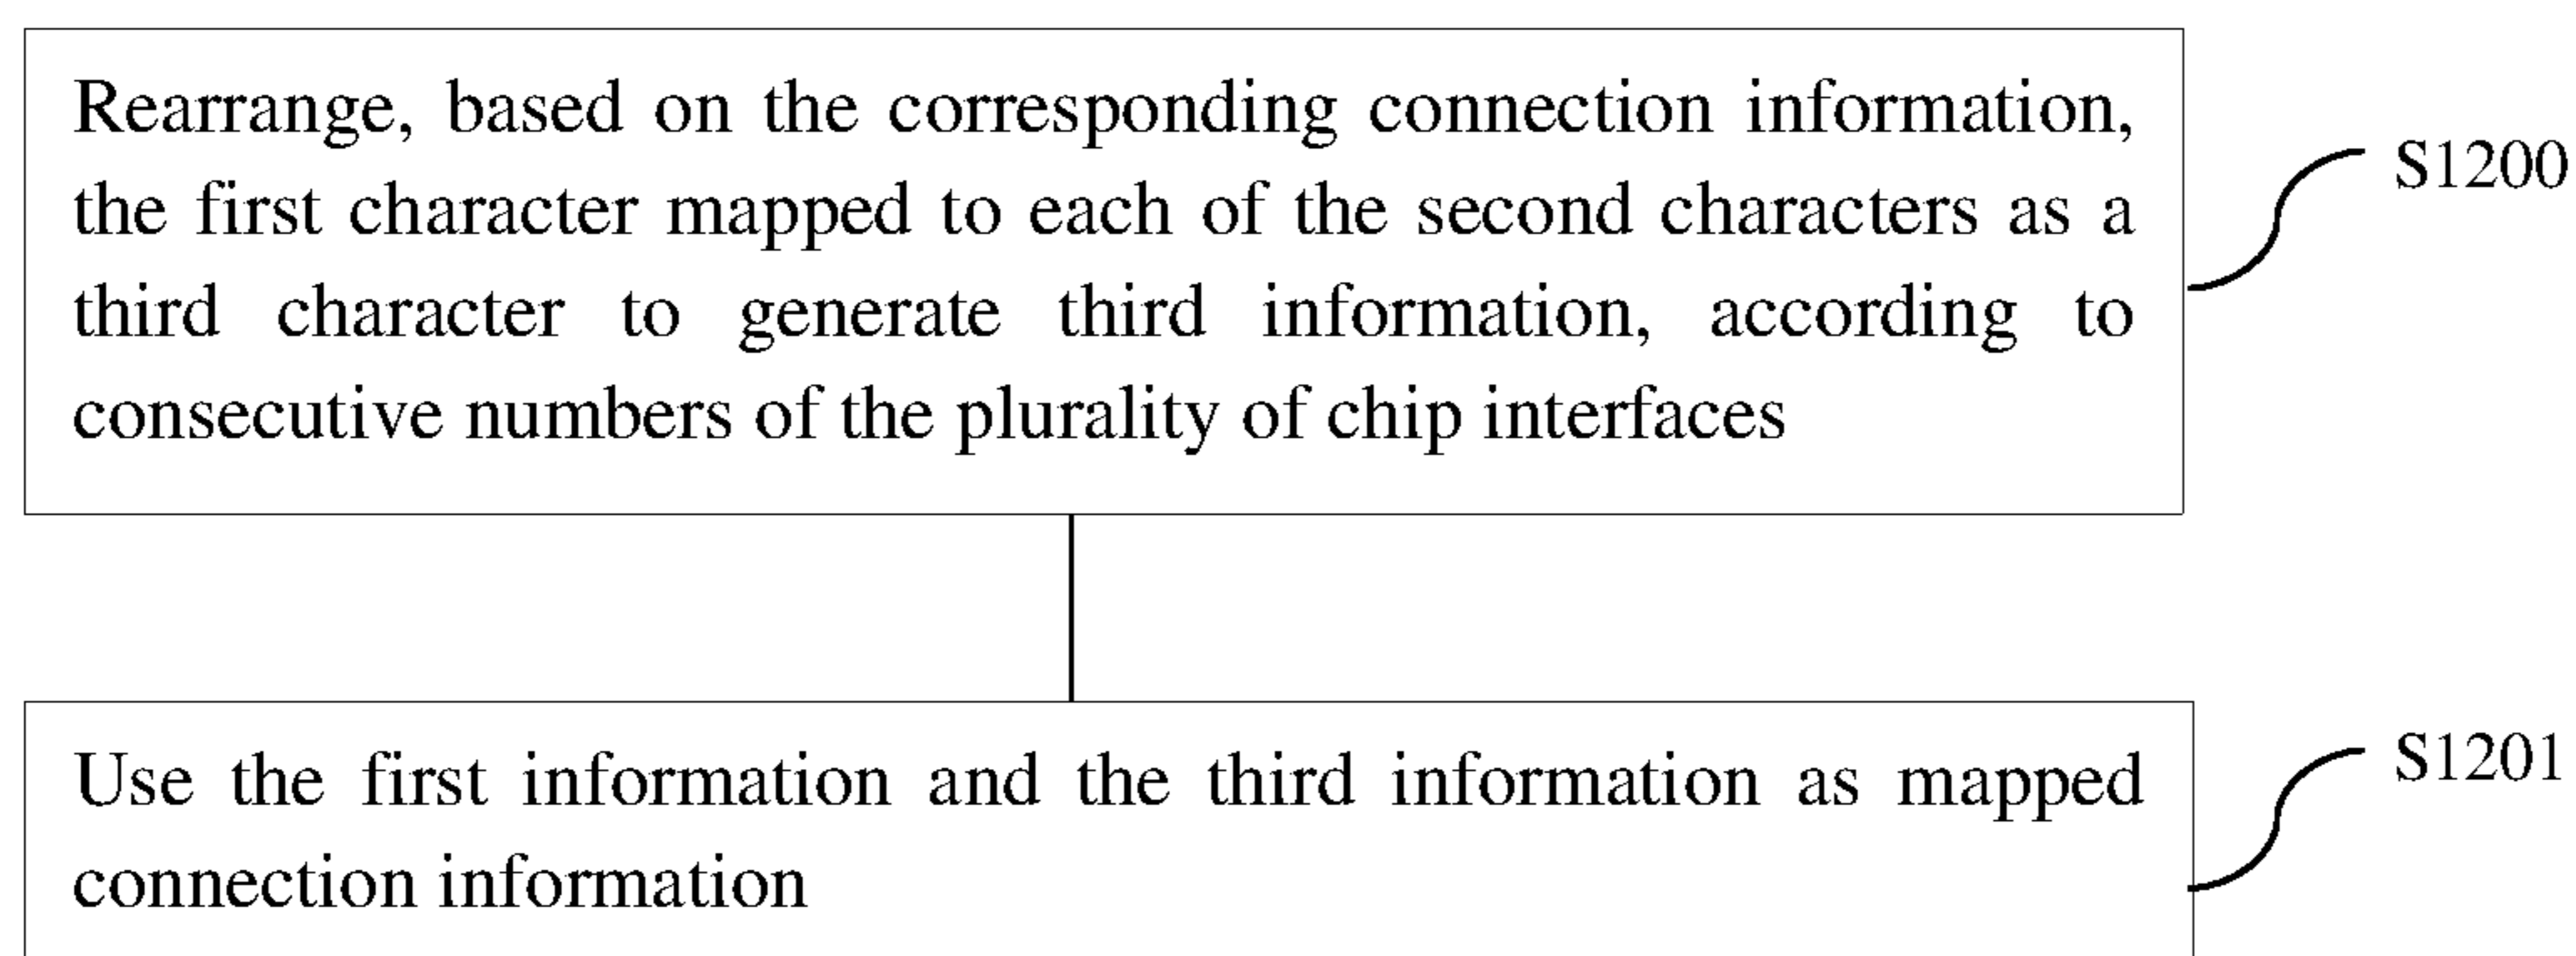 Rearrange, based on the corresponding connection information,
the first character mapped to each of the second characters as a
third character to generate third information, according to
consecutive numbers of the plurality of chip interfaces
S1200
Use the first information and the third information as mapped
connection information
S1201